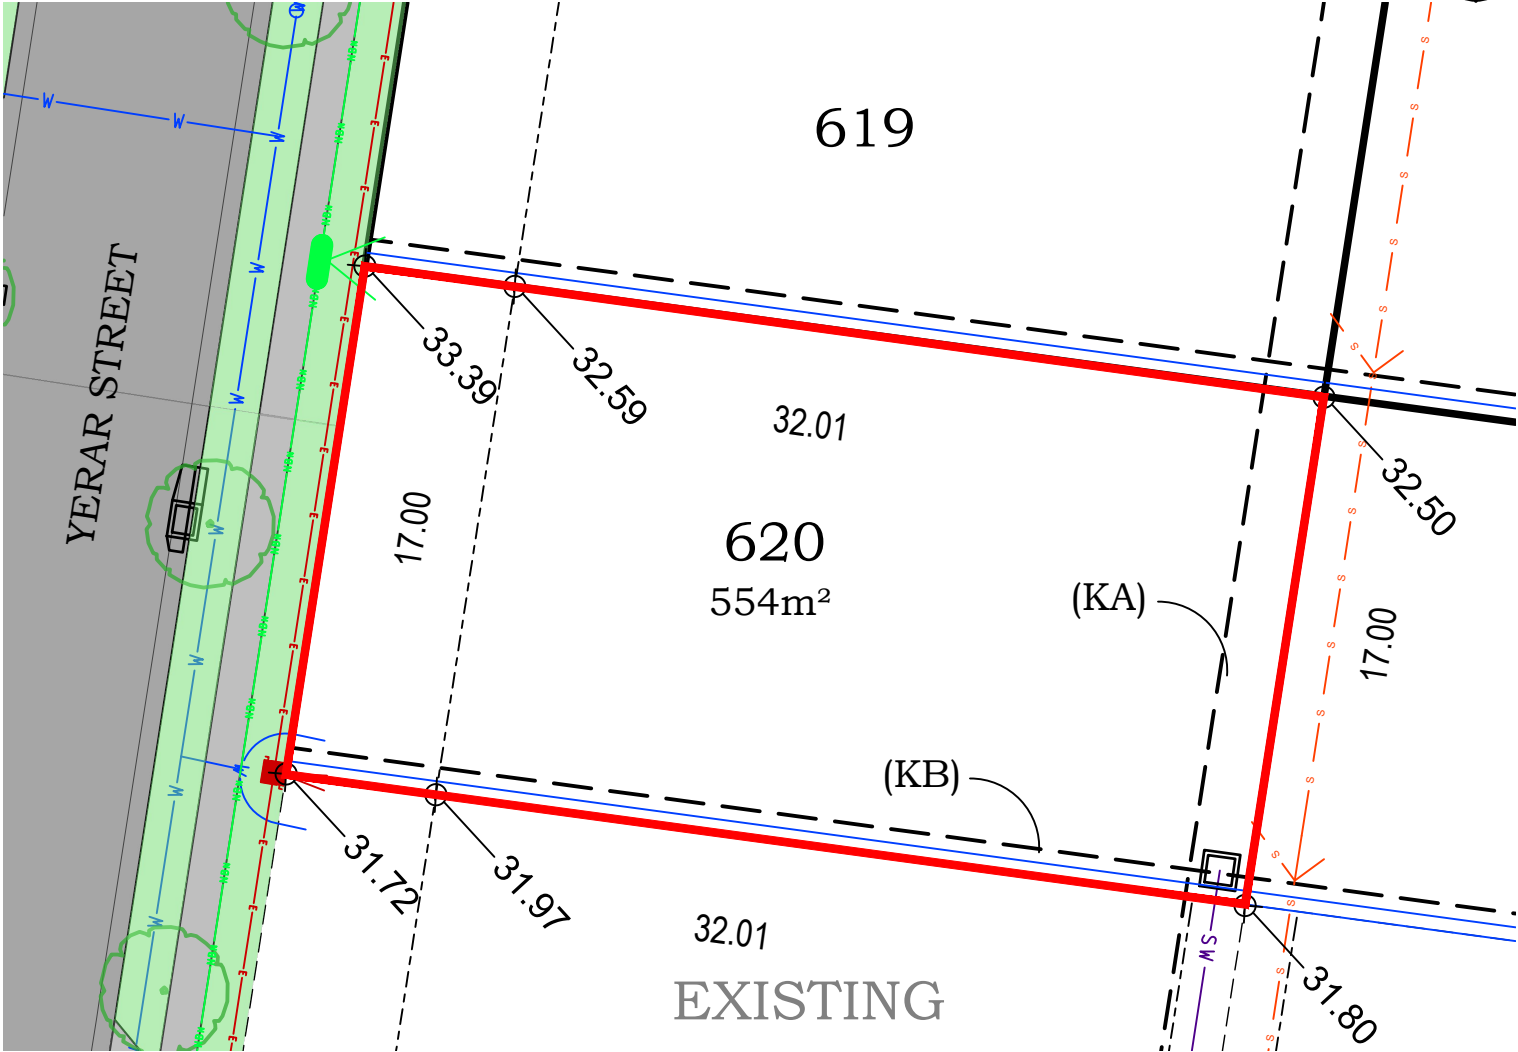 619
YERAR STREET
33.39
32.59
32.01
32.50
17.00
620
554m²
(KA)
17.00
(KB)
31.72
31.97
32.01
SW
31.80
EXISTING